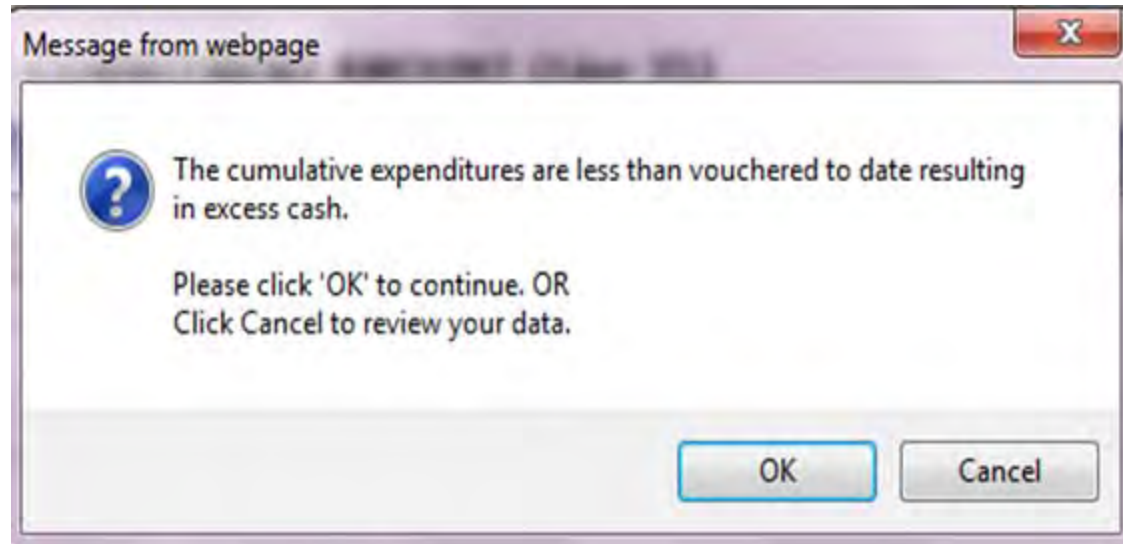 Message from webpage
The cumulative expenditures are less than vouchered to date resulting
in excess cash.
Please click 'OK' to continue. OR
Click Cancel to review your data.
OK
Cancel